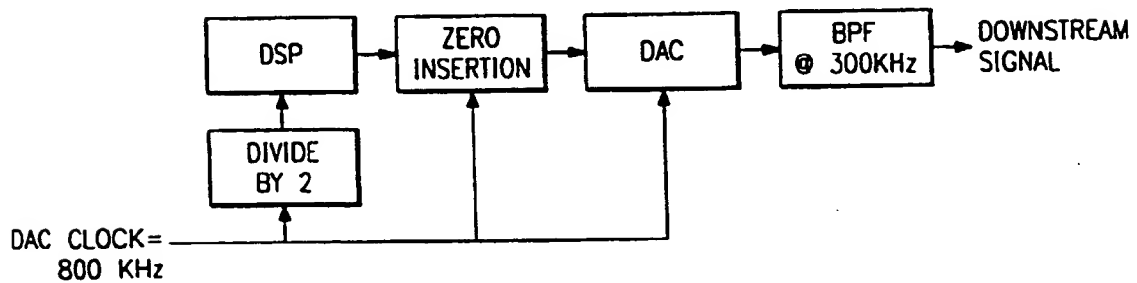 DSP
ZERO
INSERTION
DAC
BPF
@ 300KHz
DOWNSTREAM
SIGNAL
DIVIDE
BY 2
DAC CLOCK=
800 KHz